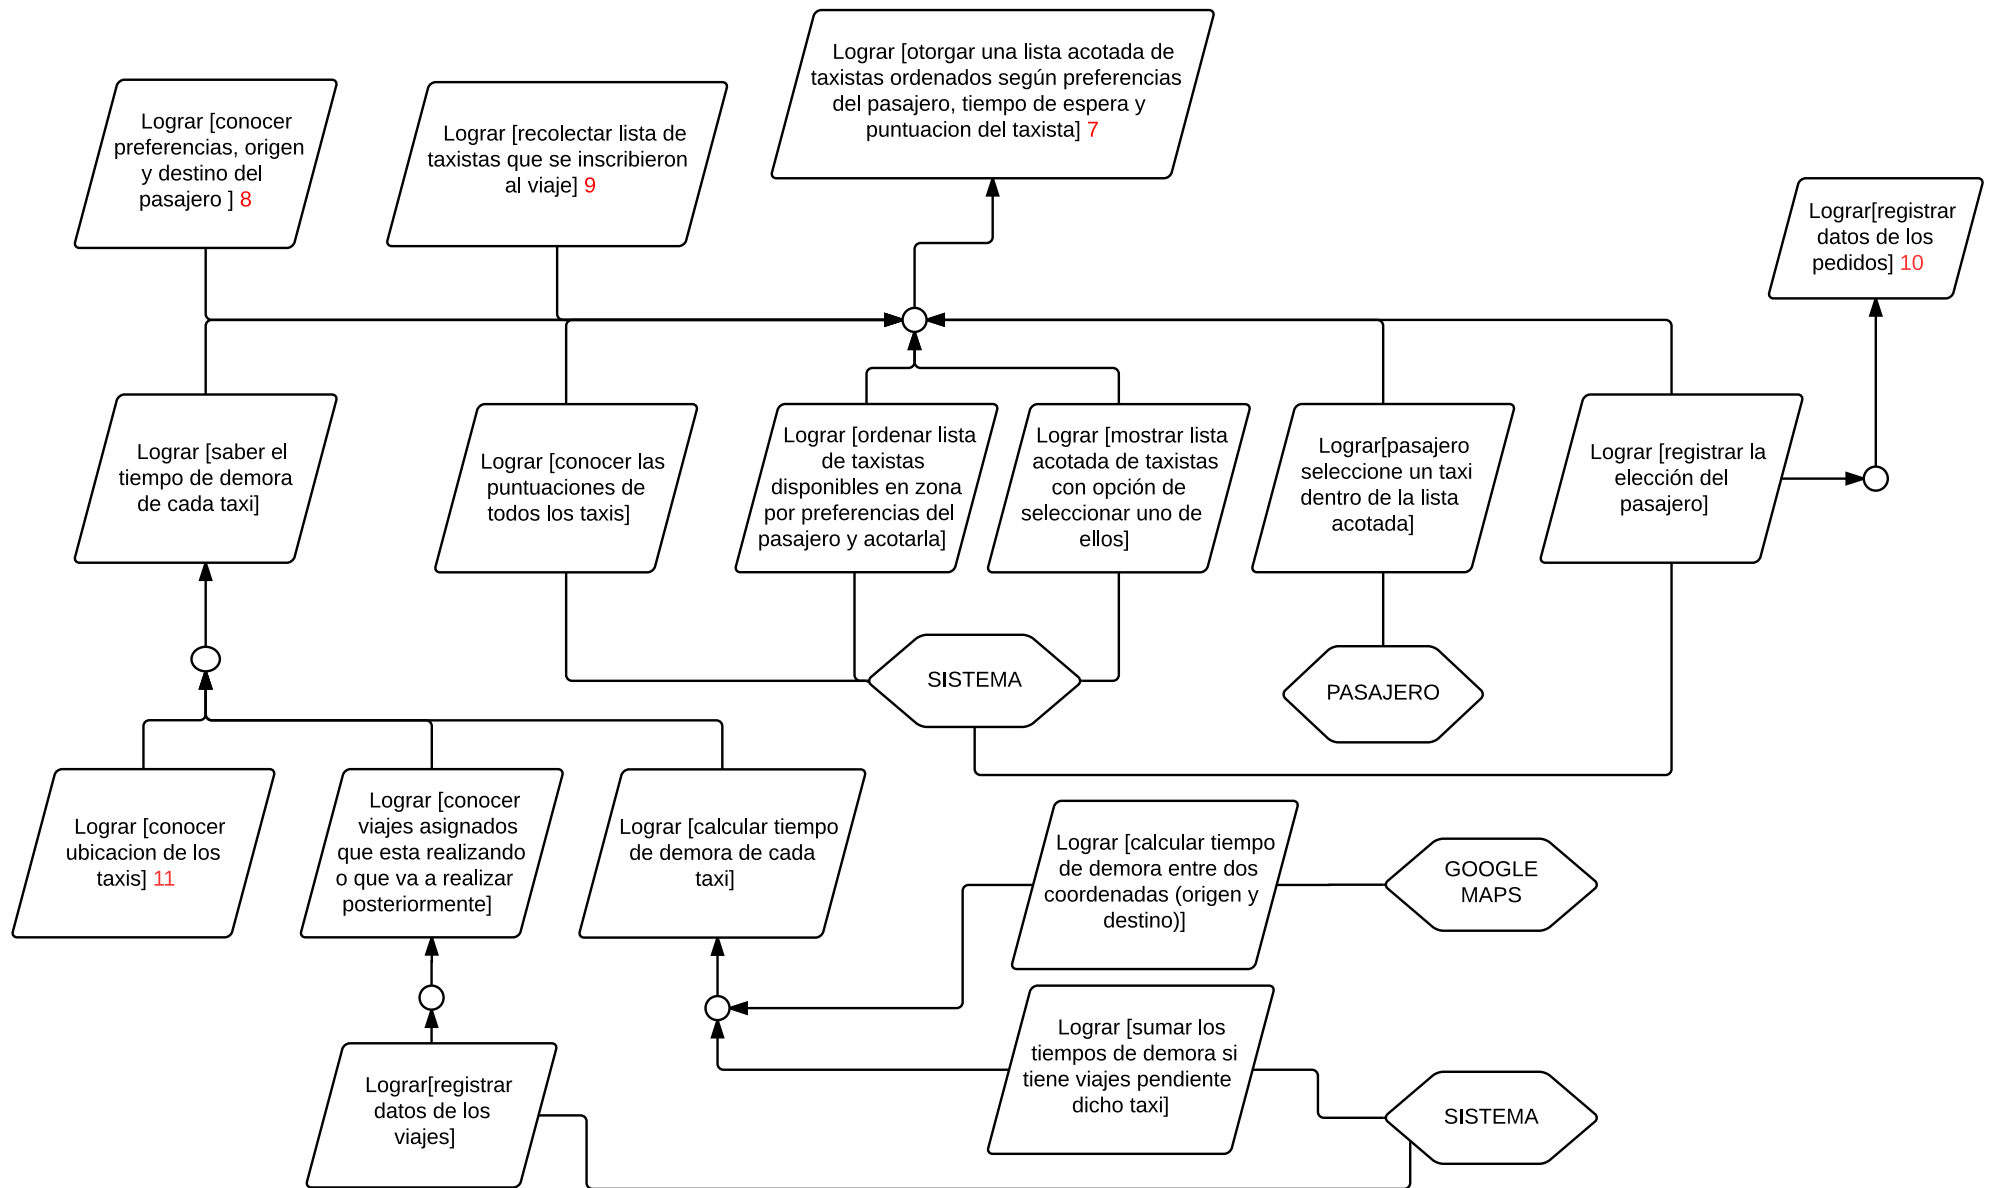 Lograr [otorgar una lista acotada de
taxistas ordenados según preferencias
del pasajero, tiempo de espera y
puntuacion del taxista] 7
Lograr [conocer
preferencias, origen
y destino del
pasajero ] 8
Lograr [recolectar lista de
taxistas que se inscribieron
al viaje] 9
Lograr[registrar
datos de los
pedidos] 10
Lograr [saber el
tiempo de demora
de cada taxi]
Lograr [conocer las
puntuaciones de
todos los taxis]
Lograr [ordenar lista
de taxistas
disponibles en zona
por preferencias del
pasajero y acotarla]
Lograr [mostrar lista
acotada de taxistas
con opción de
seleccionar uno de
ellos]
Lograr[pasajero
seleccione un taxi
dentro de la lista
acotada]
Lograr [registrar la
elección del
pasajero]
SISTEMA
PASAJERO
Lograr [conocer
ubicacion de los
taxis] 11
Lograr [conocer
viajes asignados
que esta realizando
o que va a realizar
posteriormente]
Lograr [calcular tiempo
de demora de cada
taxi]
Lograr [calcular tiempo
de demora entre dos
coordenadas (origen y
destino)]
GOOGLE
MAPS
Lograr[registrar
datos de los
viajes]
Lograr [sumar los
tiempos de demora si
tiene viajes pendiente
dicho taxi]
SISTEMA